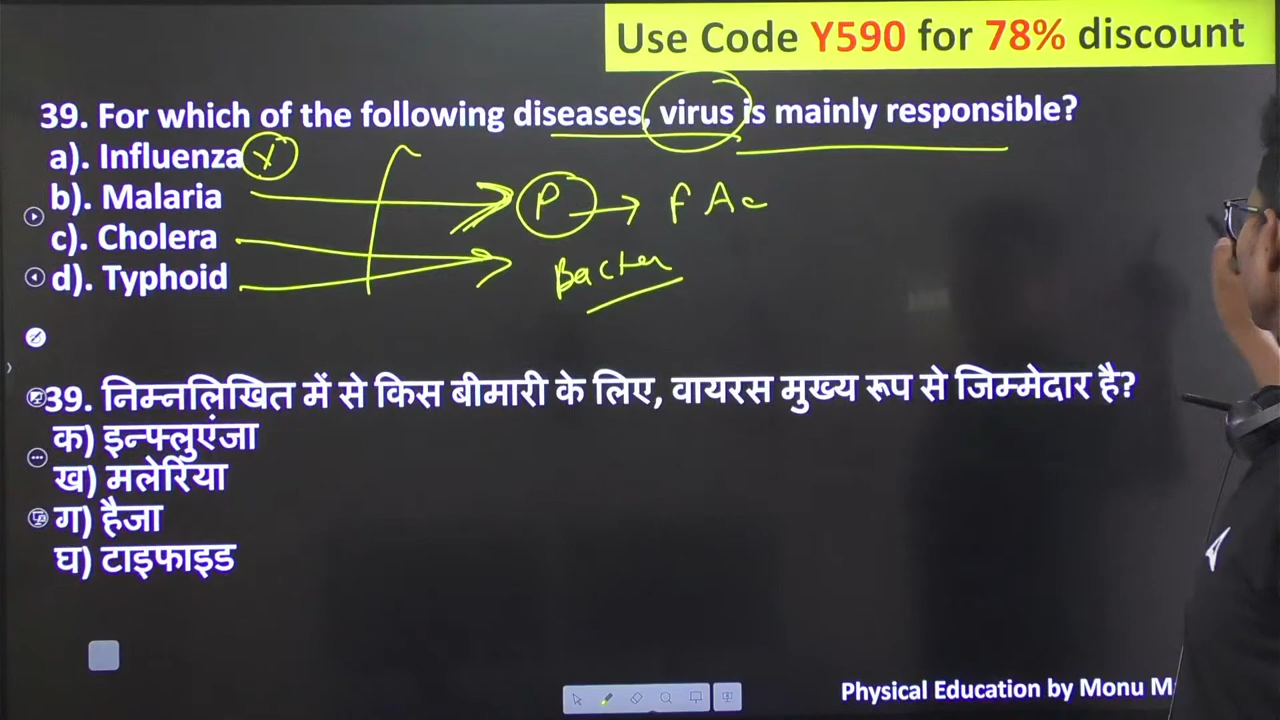 Use Code Y590 for 78% discount
39. For which of the following diseases, virus is mainly responsible?
a). Influenza
b). Malaria
P → f Ac
c). Cholera
d). Typhoid
Bacter
39. निम्नलिखित में से किस बीमारी के लिए, वायरस मुख्य रूप से जिम्मेदार है?
क) इन्फ्लुएंजा
ख) मलेरिया
ग) हैजा
घ) टाइफाइड
Physical Education by Monu M